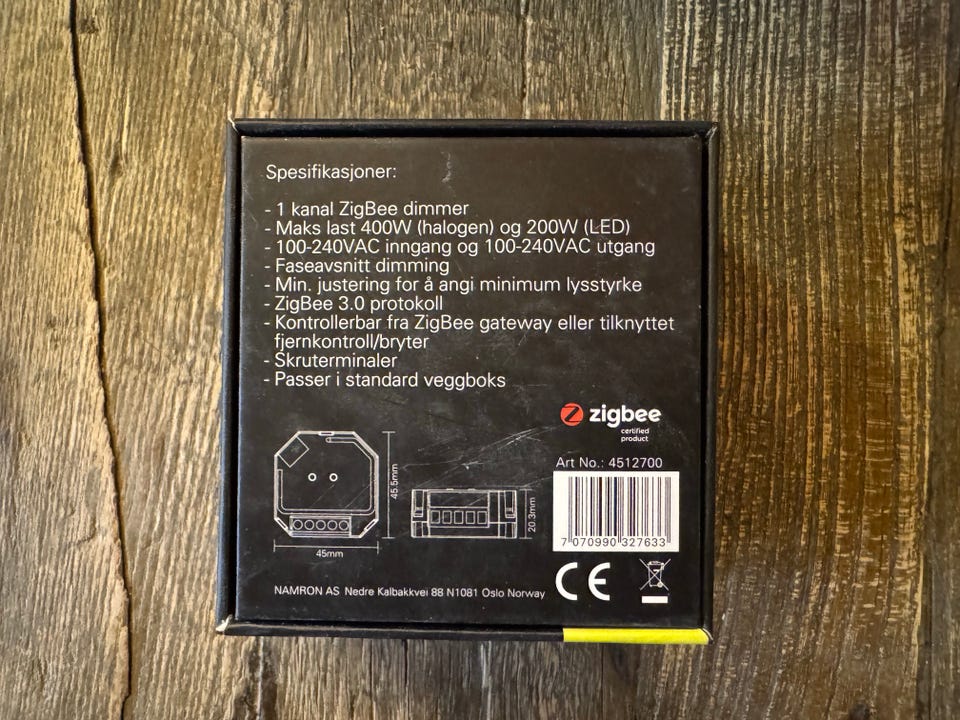 Spesifikasjoner:
- 1 kanal ZigBee dimmer
- Maks last 400W (halogen) og 200W (LED)
- 100-240VAC inngang og 100-240VAC utgang
- Faseavsnitt dimming
- Min. justering for å angi minimum lysstyrke
- ZigBee 3.0 protokoll
- Kontrollerbar fra ZigBee gateway eller tilknyttet
fjernkontroll/bryter
- Skruterminaler
- Passer i standard veggboks
zigbee
certified
product
Art No.: 4512700
45.5mm
20.3mm
45mm
7 070990 327633
CE
NAMRON AS Nedre Kalbakkvei 88 N1081 Oslo Norway